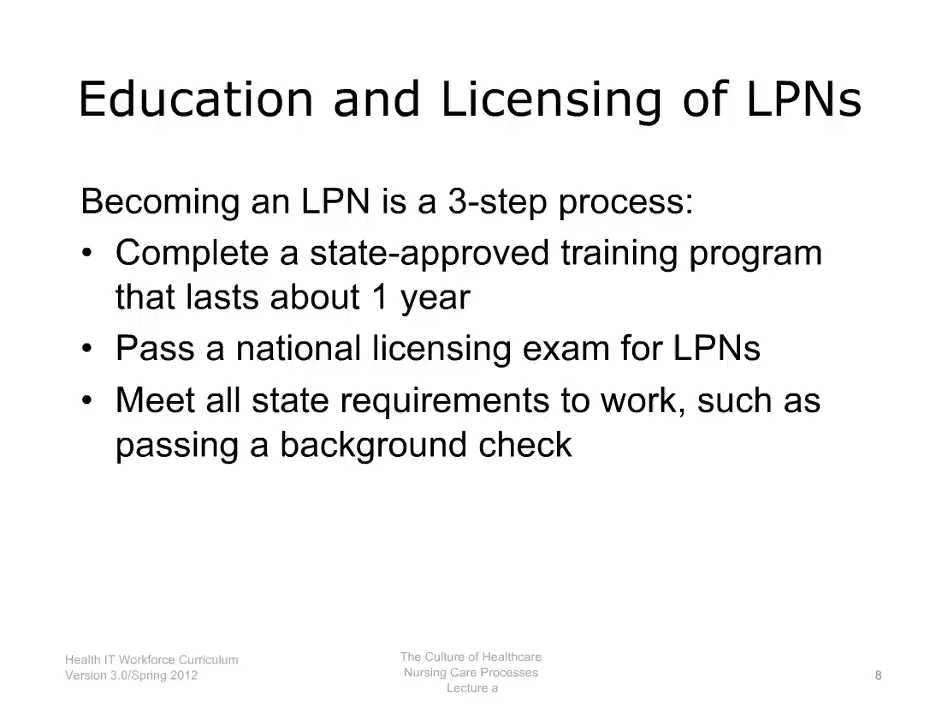 Education and Licensing of LPNs
Becoming an LPN is a 3-step process:
• Complete a state-approved training program
that lasts about 1 year
• Pass a national licensing exam for LPNs
• Meet all state requirements to work, such as
passing a background check
Health IT Workforce Curriculum
Version 3.0/Spring 2012
The Culture of Healthcare
Nursing Care Processes
Lecture a
8